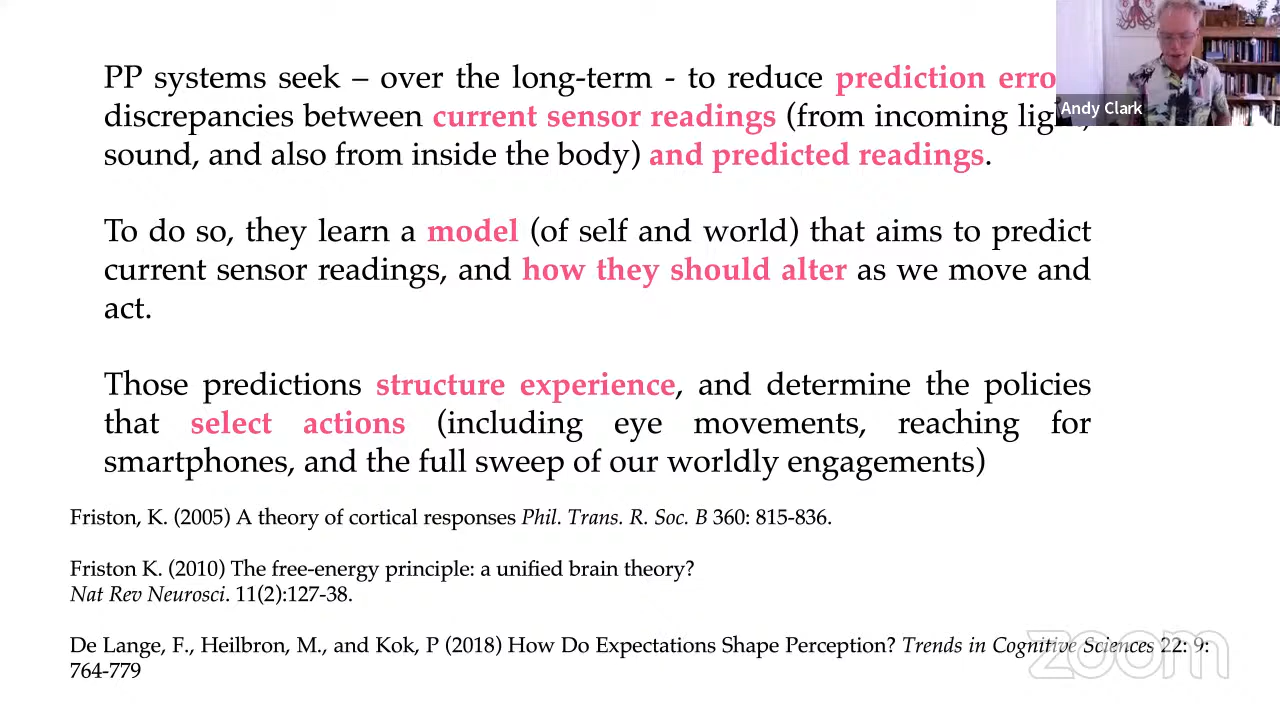 PP systems seek – over the long-term - to reduce prediction erro
discrepancies between current sensor readings (from incoming lig
sound, and also from inside the body) and predicted readings.
To do so, they learn a model (of self and world) that aims to predict
current sensor readings, and how they should alter as we move and
act.
Those predictions structure experience, and determine the policies
that select actions (including eye movements, reaching for
smartphones, and the full sweep of our worldly engagements)
Friston, K. (2005) A theory of cortical responses Phil. Trans. R. Soc. B 360: 815-836.
Friston K. (2010) The free-energy principle: a unified brain theory?
Nat Rev Neurosci. 11(2):127-38.
De Lange, F., Heilbron, M., and Kok, P (2018) How Do Expectations Shape Perception? Trends in Cognitive Sciences 22: 9:
764-779
Andy Clark
zoom